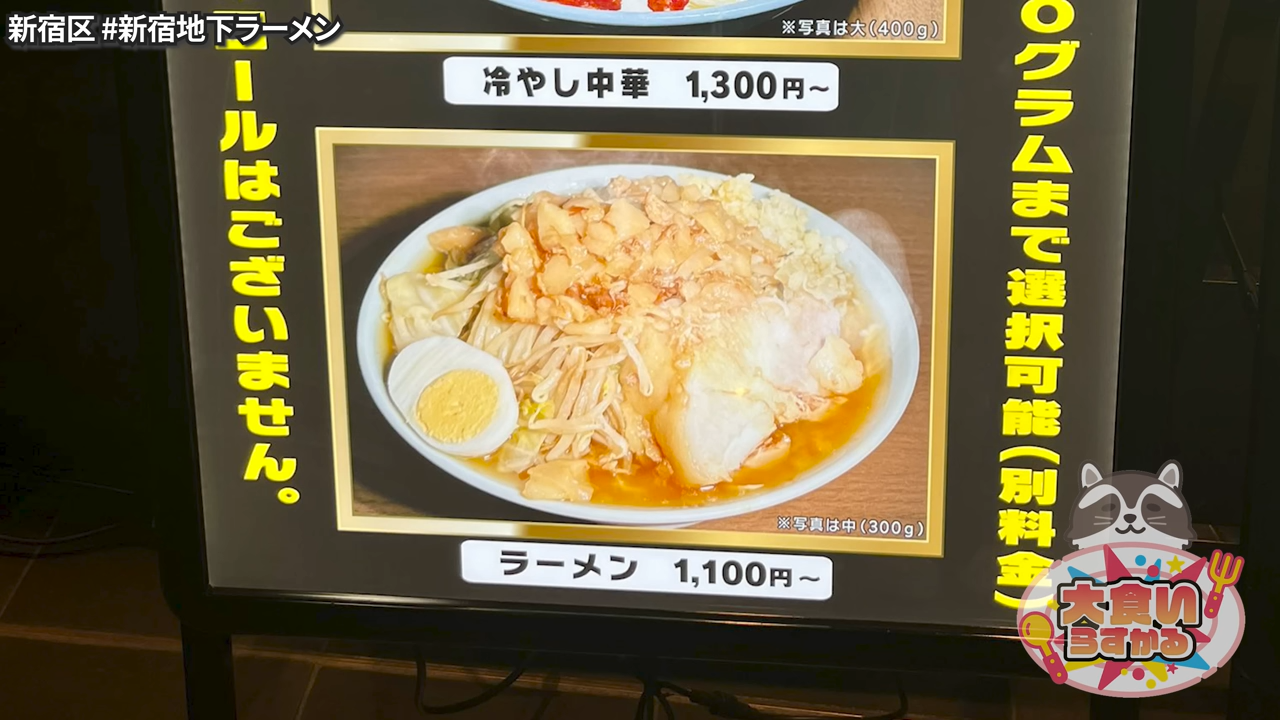 新宿区 #新宿地下ラーメン
※写真は大(400g)
冷やし中華 1,300円～
※写真は中(300g)
ラーメン 1,100円～
ールはございません。
0グラムまで選択可能(別料金)
大食い
らすかる